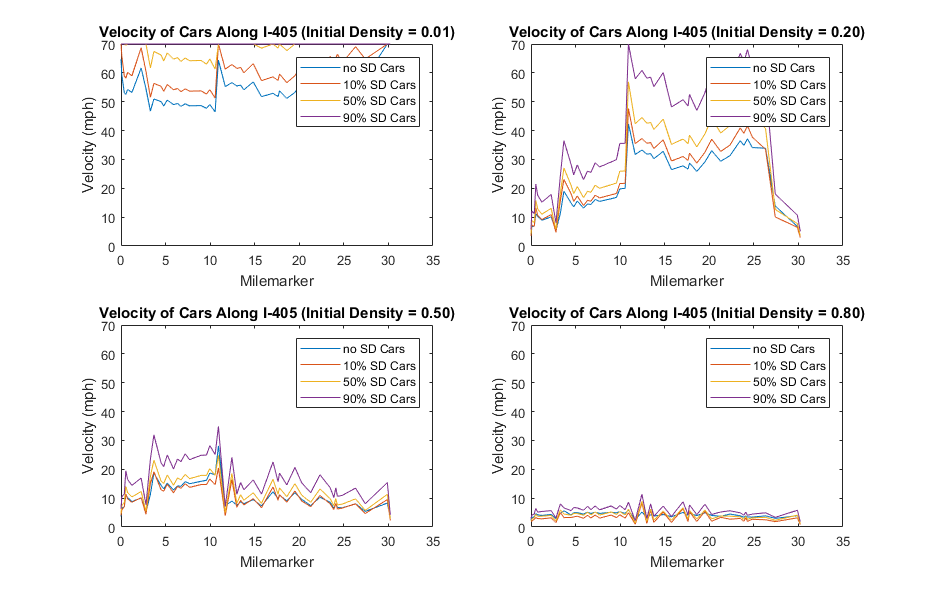 Velocity of Cars Along I-405 (Initial Density = 0.01)
70
60
50
40
30
20
10
0
Velocity (mph)
no SD Cars
10% SD Cars
50% SD Cars
90% SD Cars
0 5 10 15 20 25 30 35
Milemarker
Velocity of Cars Along I-405 (Initial Density = 0.20)
70
60
50
40
30
20
10
0
Velocity (mph)
no SD Cars
10% SD Cars
50% SD Cars
90% SD Cars
0 5 10 15 20 25 30 35
Milemarker
Velocity of Cars Along I-405 (Initial Density = 0.50)
70
60
50
40
30
20
10
0
Velocity (mph)
no SD Cars
10% SD Cars
50% SD Cars
90% SD Cars
0 5 10 15 20 25 30 35
Milemarker
Velocity of Cars Along I-405 (Initial Density = 0.80)
70
60
50
40
30
20
10
0
Velocity (mph)
no SD Cars
10% SD Cars
50% SD Cars
90% SD Cars
0 5 10 15 20 25 30 35
Milemarker